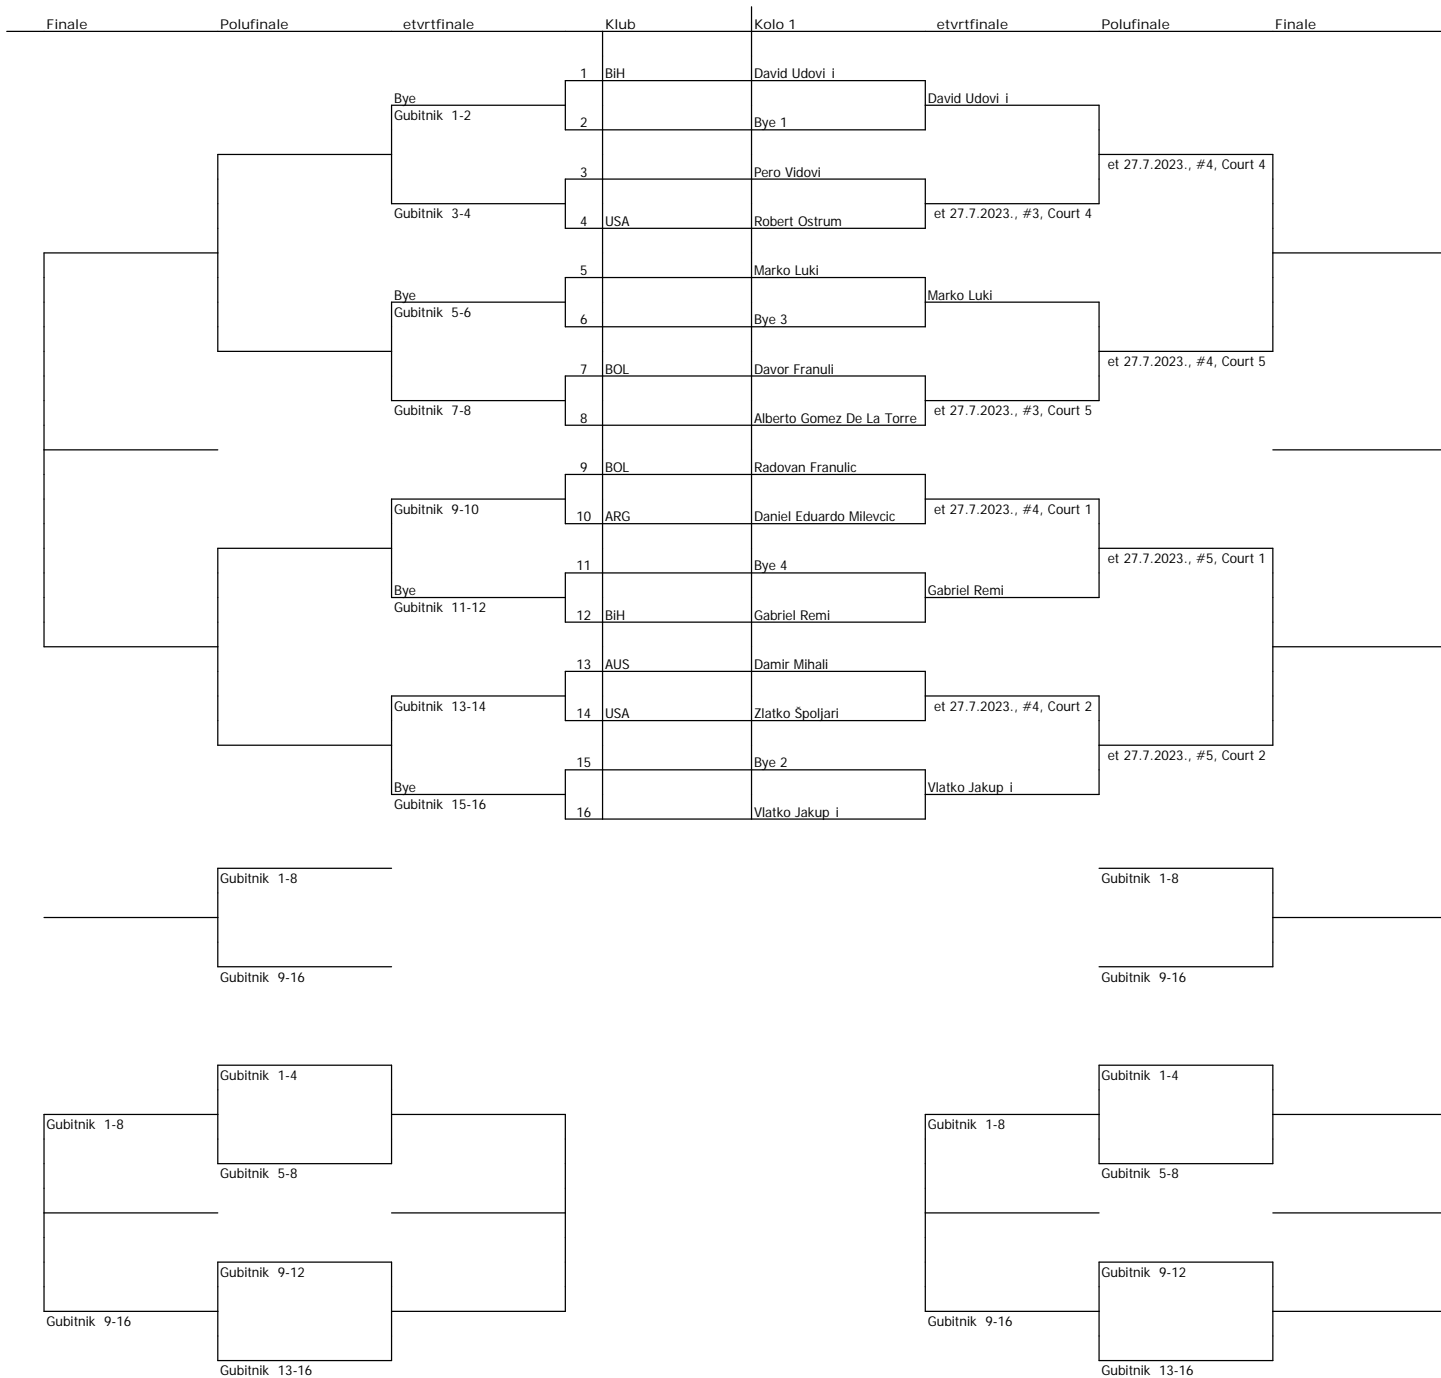 Finale Polufinale etvrtfinale Klub Kolo 1 etvrtfinale Polufinale Finale
1 BiH David Udovi i
Bye David Udovi i
Gubitnik 1-2
2 Bye 1
et 27.7.2023., #4, Court 4
3 Pero Vidovi
Gubitnik 3-4 et 27.7.2023., #3, Court 4
4 USA Robert Ostrum
5 Marko Luki
Bye Marko Luki
Gubitnik 5-6
6 Bye 3
et 27.7.2023., #4, Court 5
7 BOL Davor Franuli
Gubitnik 7-8 et 27.7.2023., #3, Court 5
8 Alberto Gomez De La Torre
9 BOL Radovan Franulic
Gubitnik 9-10 et 27.7.2023., #4, Court 1
10 ARG Daniel Eduardo Milevcic
et 27.7.2023., #5, Court 1
11 Bye 4
Bye Gabriel Remi
Gubitnik 11-12
12 BiH Gabriel Remi
13 AUS Damir Mihali
Gubitnik 13-14 et 27.7.2023., #4, Court 2
14 USA Zlatko Špoljari
et 27.7.2023., #5, Court 2
15 Bye 2
Bye Vlatko Jakup i
Gubitnik 15-16
16 Vlatko Jakup i
Gubitnik 1-8 Gubitnik 1-8
Gubitnik 9-16 Gubitnik 9-16
Gubitnik 1-4 Gubitnik 1-4
Gubitnik 1-8 Gubitnik 1-8
Gubitnik 5-8 Gubitnik 5-8
Gubitnik 9-12 Gubitnik 9-12
Gubitnik 9-16 Gubitnik 9-16
Gubitnik 13-16 Gubitnik 13-16